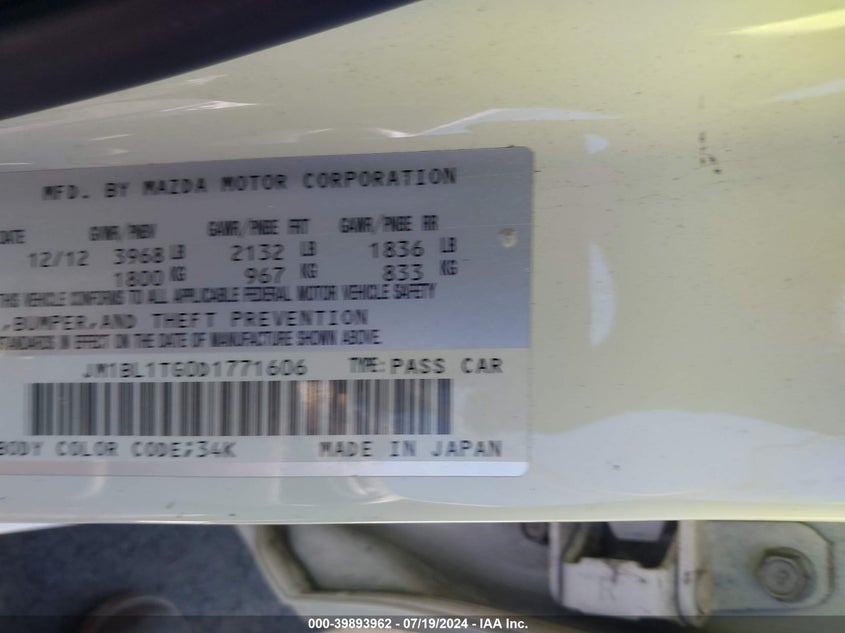 MFD. BY MAZDA MOTOR CORPORATION
DATE GVWR/PNBV GAWR/PNBE FRT GAWR/PNBE RR
12/12 3968 LB 2132 LB 1836 LB
1800 KG 967 KG 833 KG
THIS VEHICLE CONFORMS TO ALL APPLICABLE FEDERAL MOTOR VEHICLE SAFETY
,BUMPER,AND THEFT PREVENTION
STANDARDS IN EFFECT ON THE DATE OF MANUFACTURE SHOWN ABOVE.
JM1BL1TG0D1771606 TYPE: PASS CAR
BODY COLOR CODE;34K MADE IN JAPAN
R
000-39893962 - 07/19/2024 - IAA Inc.